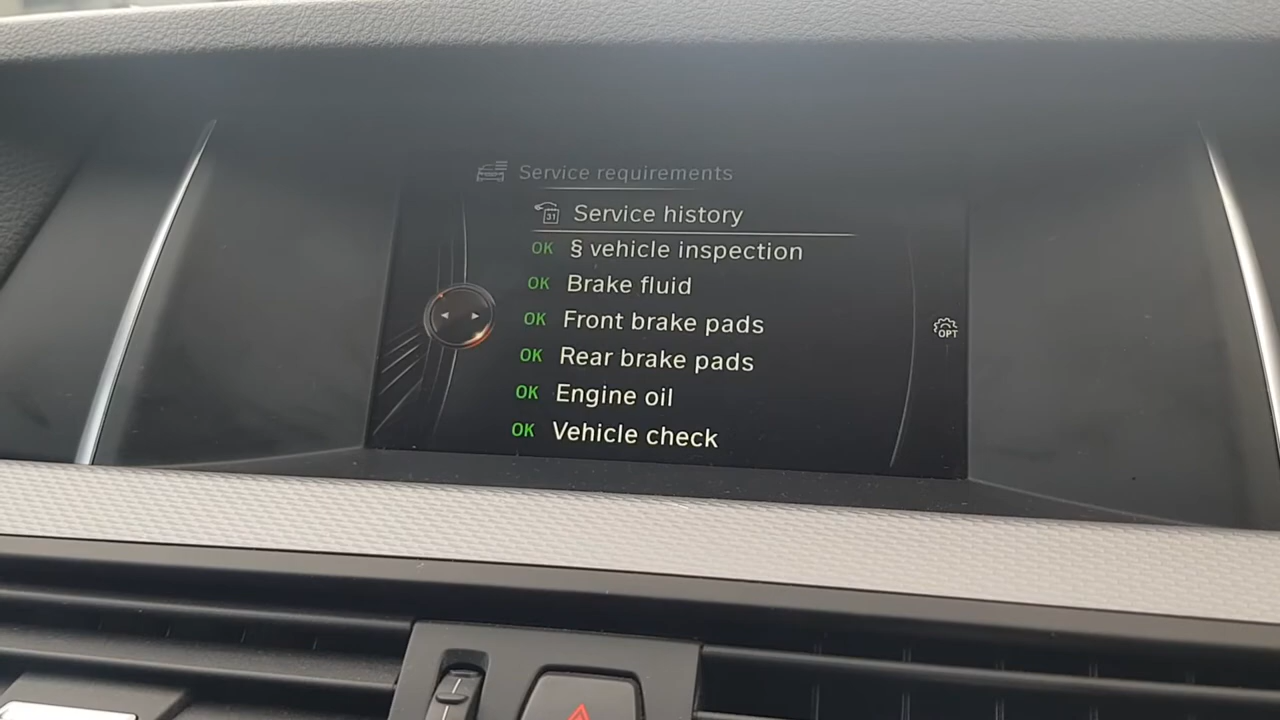 Service requirements
31 Service history
OK § vehicle inspection
OK Brake fluid
OK Front brake pads
OPT
OK Rear brake pads
OK Engine oil
OK Vehicle check